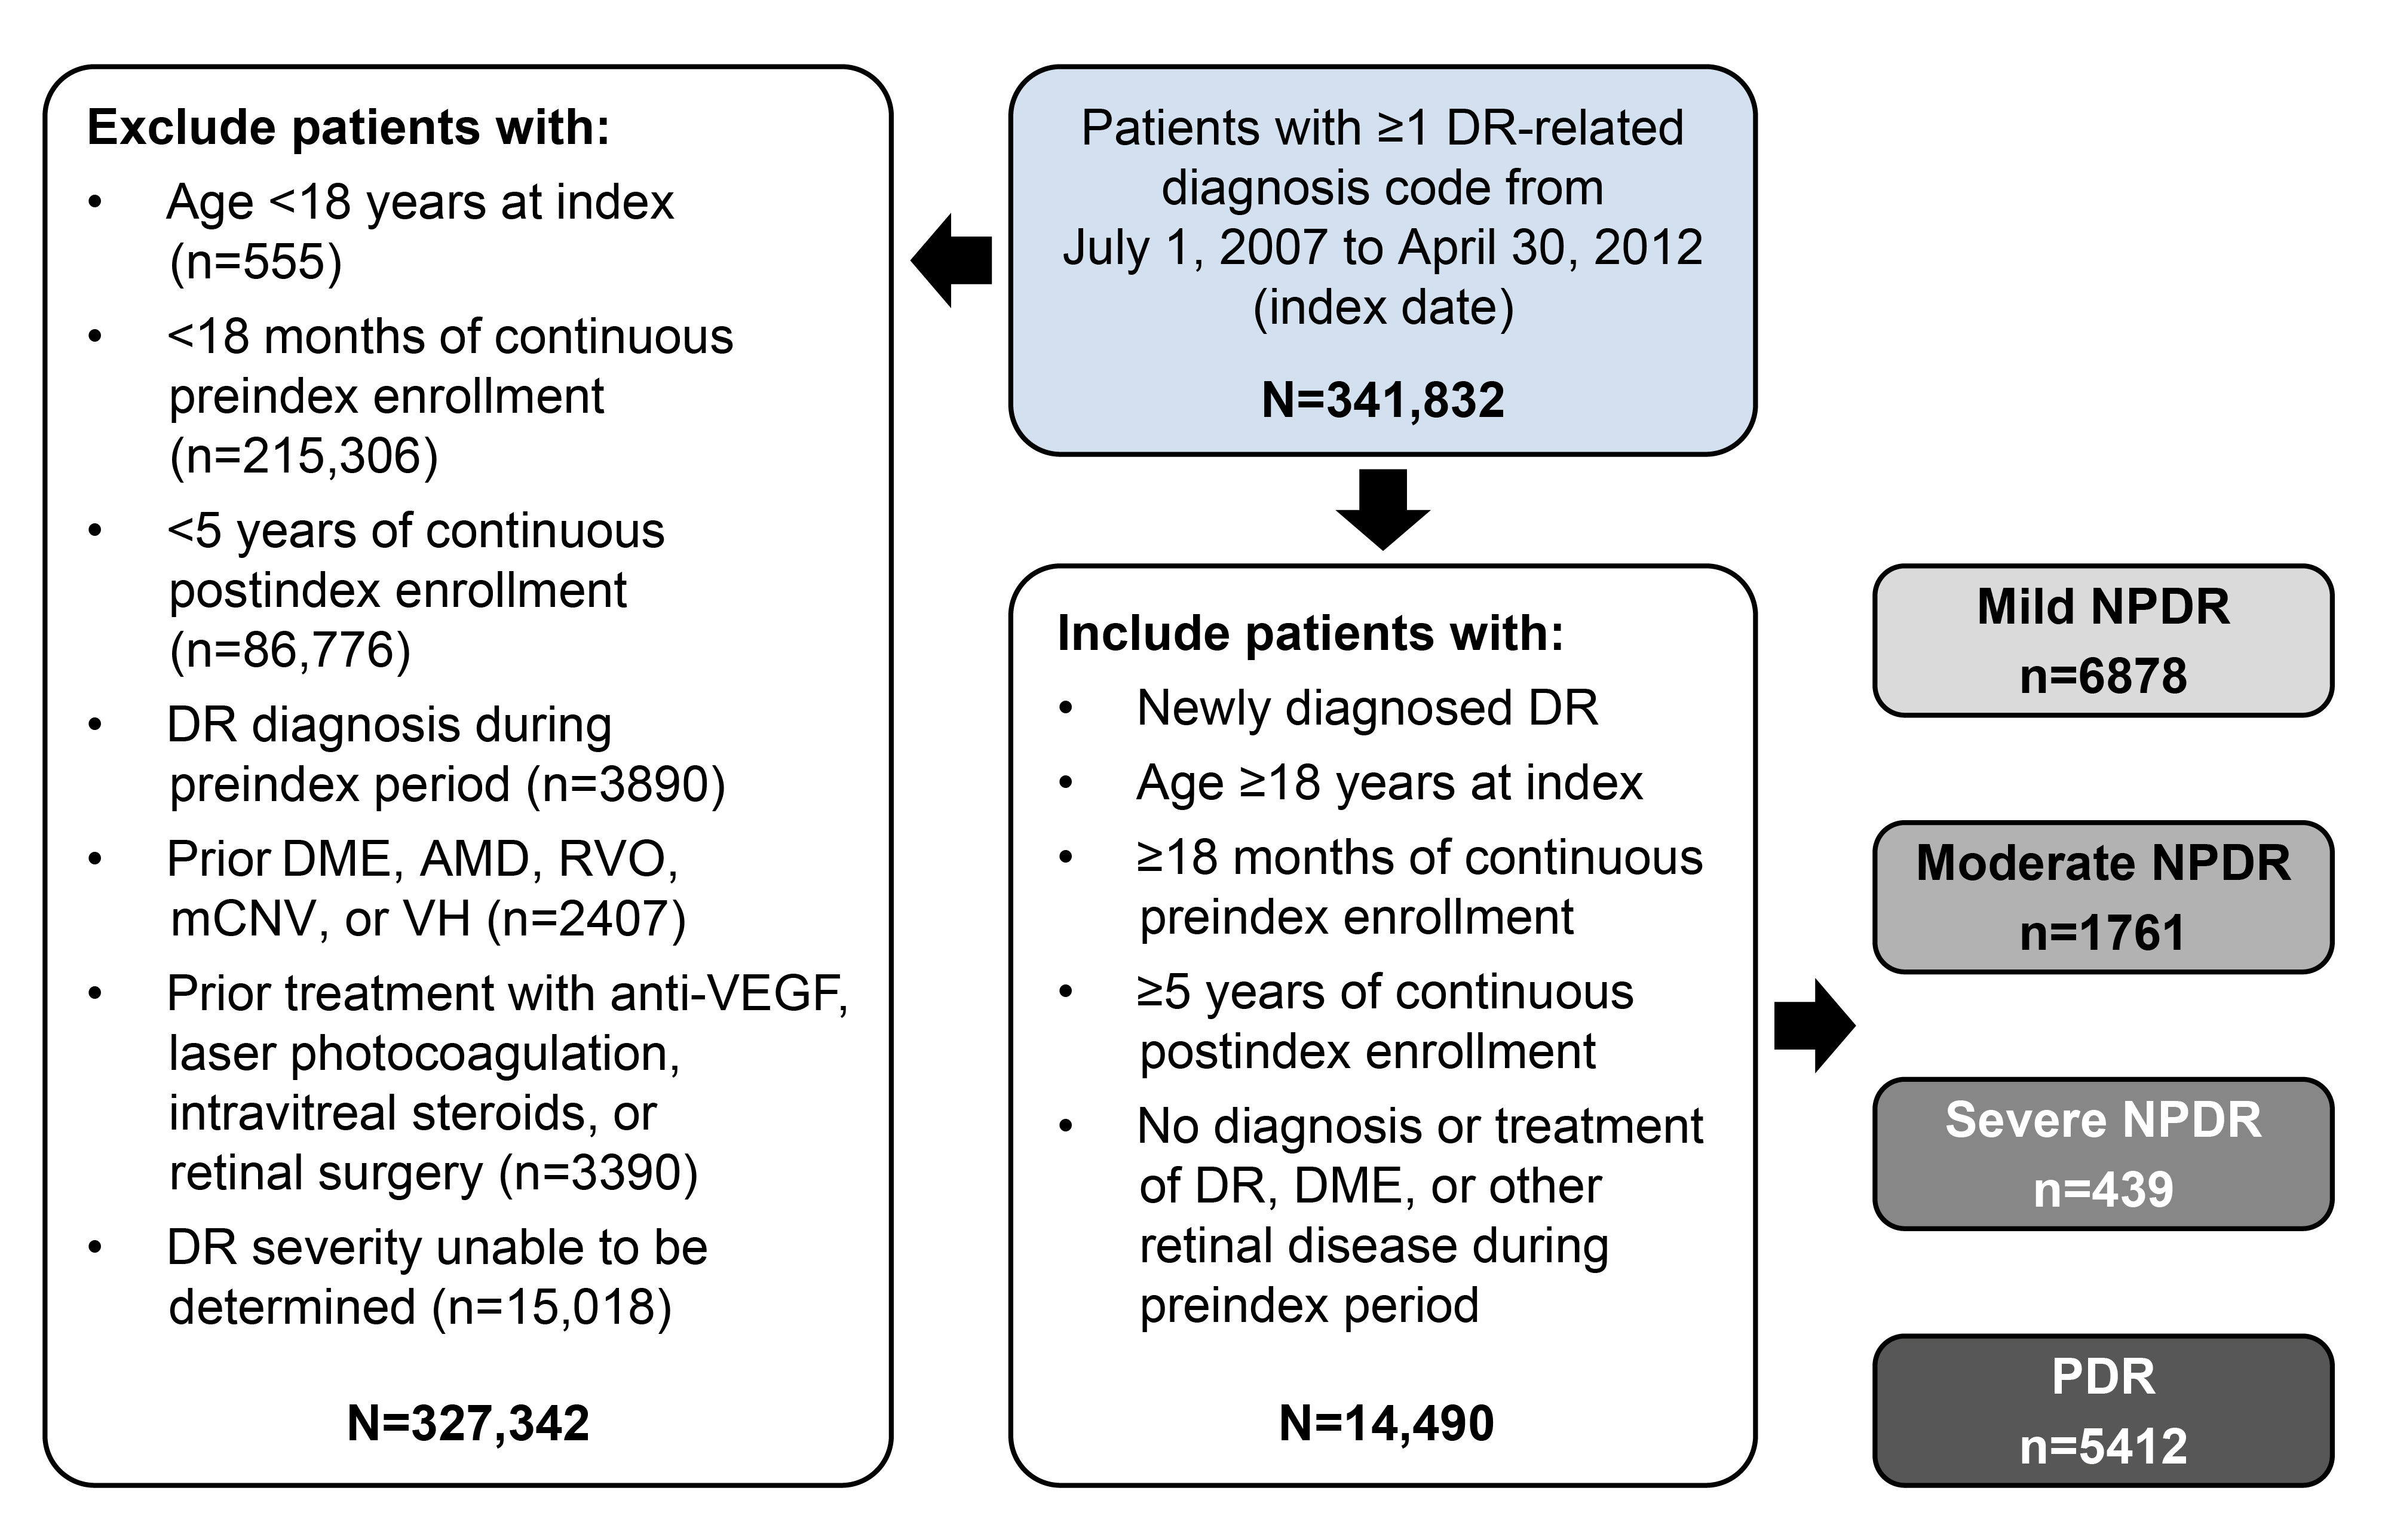 Exclude patients with:
• Age <18 years at index
(n=555)
• <18 months of continuous
preindex enrollment
(n=215,306)
• <5 years of continuous
postindex enrollment
(n=86,776)
• DR diagnosis during
preindex period (n=3890)
• Prior DME, AMD, RVO,
mCNV, or VH (n=2407)
• Prior treatment with anti-VEGF,
laser photocoagulation,
intravitreal steroids, or
retinal surgery (n=3390)
• DR severity unable to be
determined (n=15,018)
N=327,342
Patients with ≥1 DR-related
diagnosis code from
July 1, 2007 to April 30, 2012
(index date)
N=341,832
Include patients with:
• Newly diagnosed DR
• Age ≥18 years at index
• ≥18 months of continuous
preindex enrollment
• ≥5 years of continuous
postindex enrollment
• No diagnosis or treatment
of DR, DME, or other
retinal disease during
preindex period
N=14,490
Mild NPDR
n=6878
Moderate NPDR
n=1761
Severe NPDR
n=439
PDR
n=5412